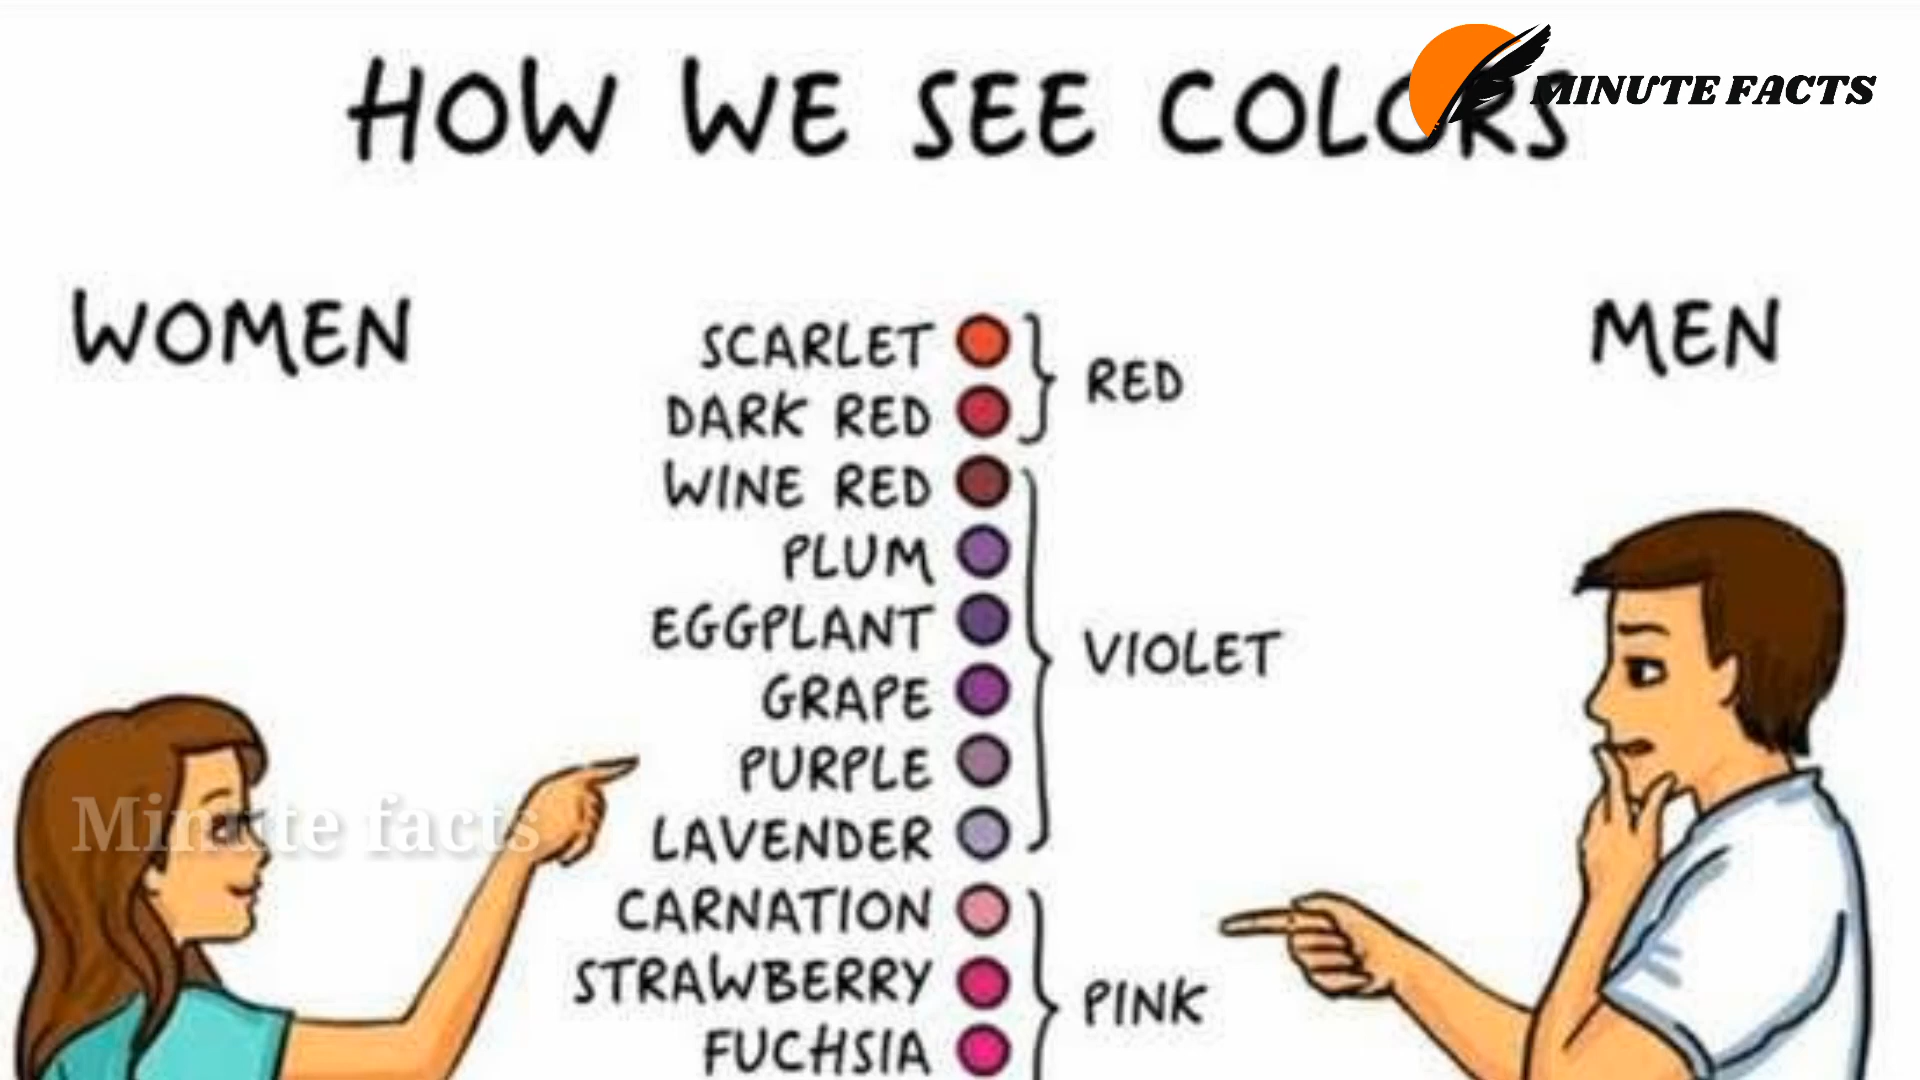 HOW WE SEE COLORS
MINUTE FACTS
WOMEN
MEN
SCARLET
DARK RED
RED
WINE RED
PLUM
EGGPLANT
GRAPE
PURPLE
LAVENDER
VIOLET
CARNATION
STRAWBERRY
FUCHSIA
PINK
Minute facts